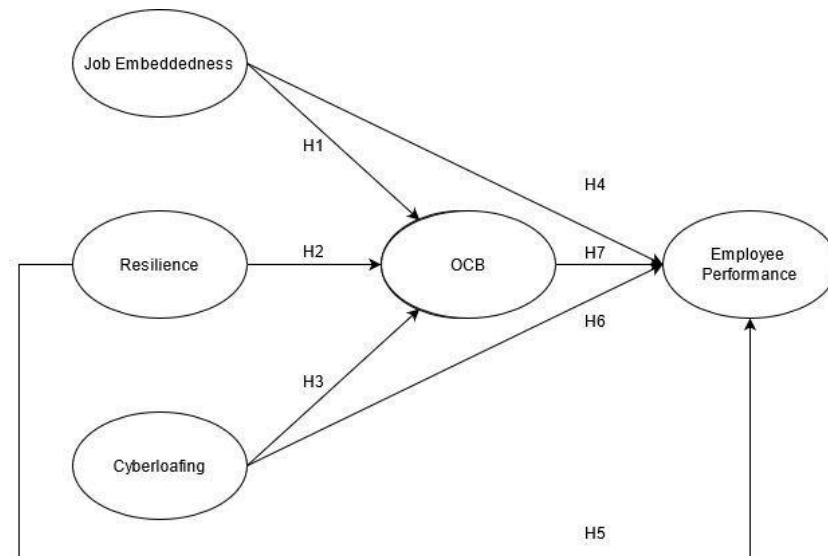 Job Embeddedness
H1
H4
Resilience
H2
OCB
H7
Employee
Performance
H6
H3
Cyberloafing
H5